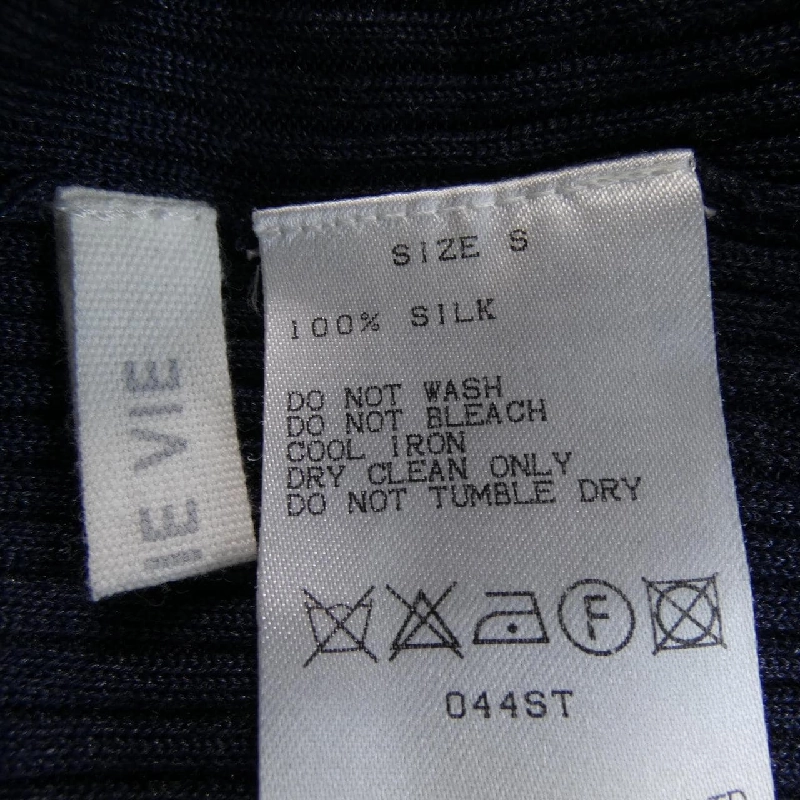 SIZE S
100% SILK
DO NOT WASH
DO NOT BLEACH
COOL IRON
DRY CLEAN ONLY
DO NOT TUMBLE DRY
F
044ST
IE VIE